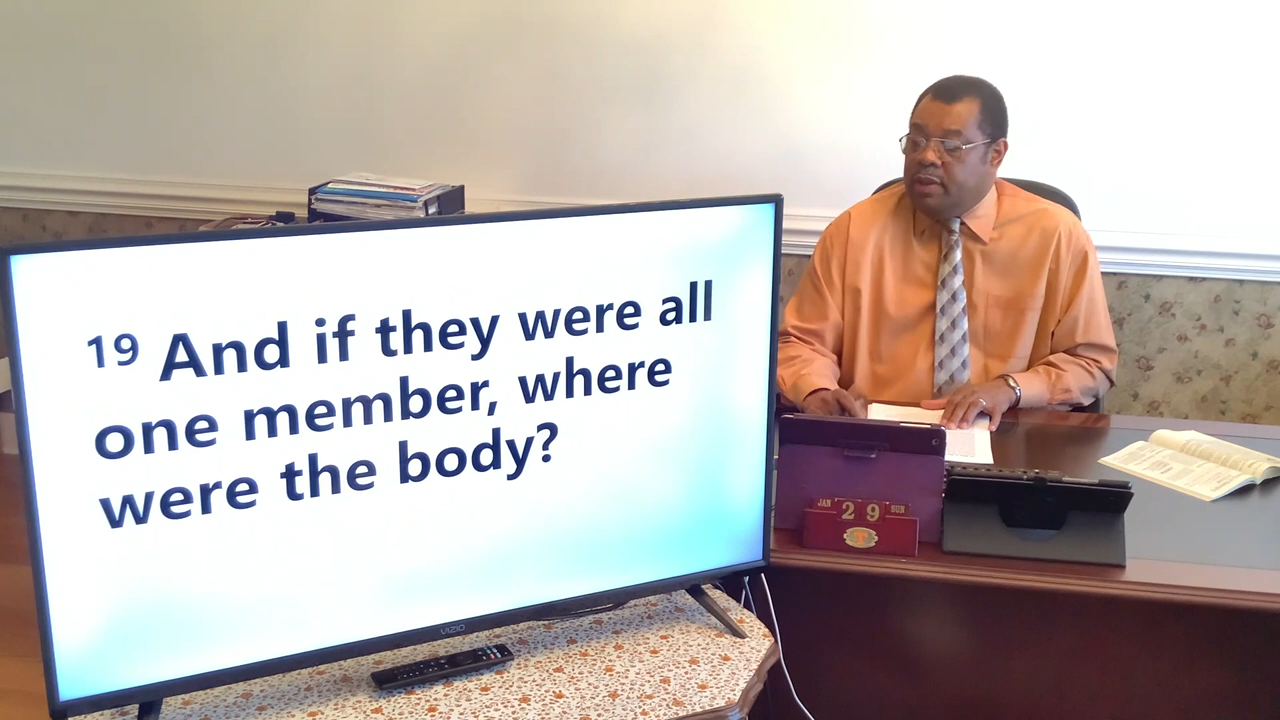 19 And if they were all
one member, where
were the body?
VIZIO
JAN 29 SUN
T